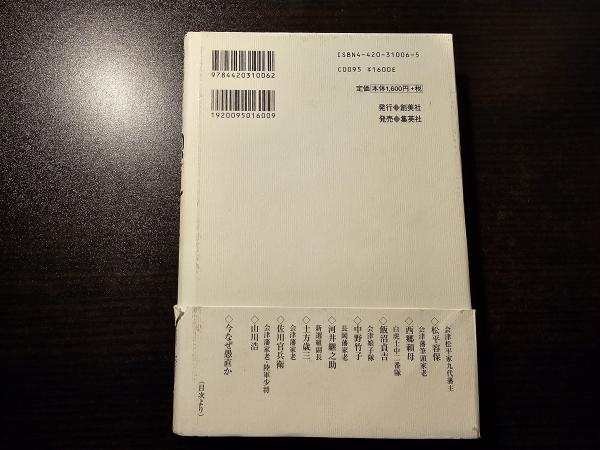 ISBN4-420-31006-5
C0095 ¥1600E
定価 本体1,600円 +税
発行◇創美社
発売◇集英社
9784420310062
1920095016009
会津松平家九代藩主
◇松平容保
会津藩筆頭家老
◇西郷頼母
白虎士中二番隊
◇飯沼貞吉
会津娘子隊
◇中野竹子
長岡藩家老
◇河井継之助
新選組副長
◇土方歳三
会津藩家老
◇佐川官兵衛
会津藩家老・陸軍少将
◇山川浩
◇今なぜ愚直か
(目次より)